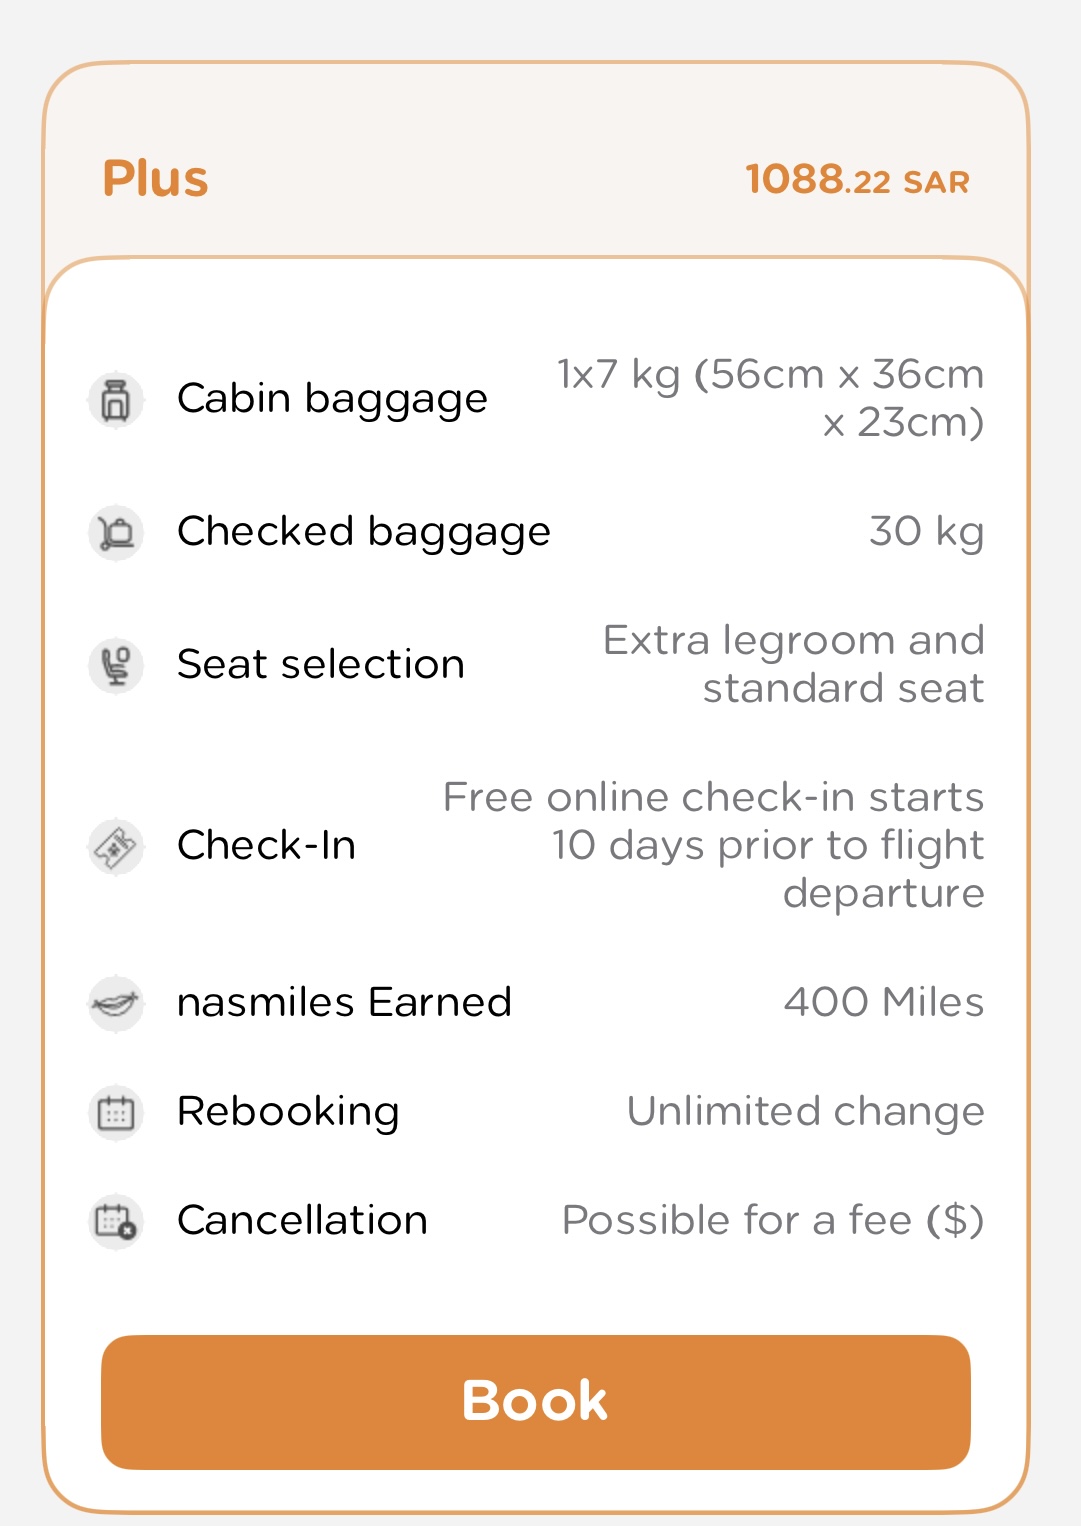 Plus
1088.22 SAR
Cabin baggage
1x7 kg (56cm x 36cm
x 23cm)
Checked baggage
30 kg
Seat selection
Extra legroom and
standard seat
Check-In
Free online check-in starts
10 days prior to flight
departure
nasmiles Earned
400 Miles
Rebooking
Unlimited change
Cancellation
Possible for a fee ($)
Book